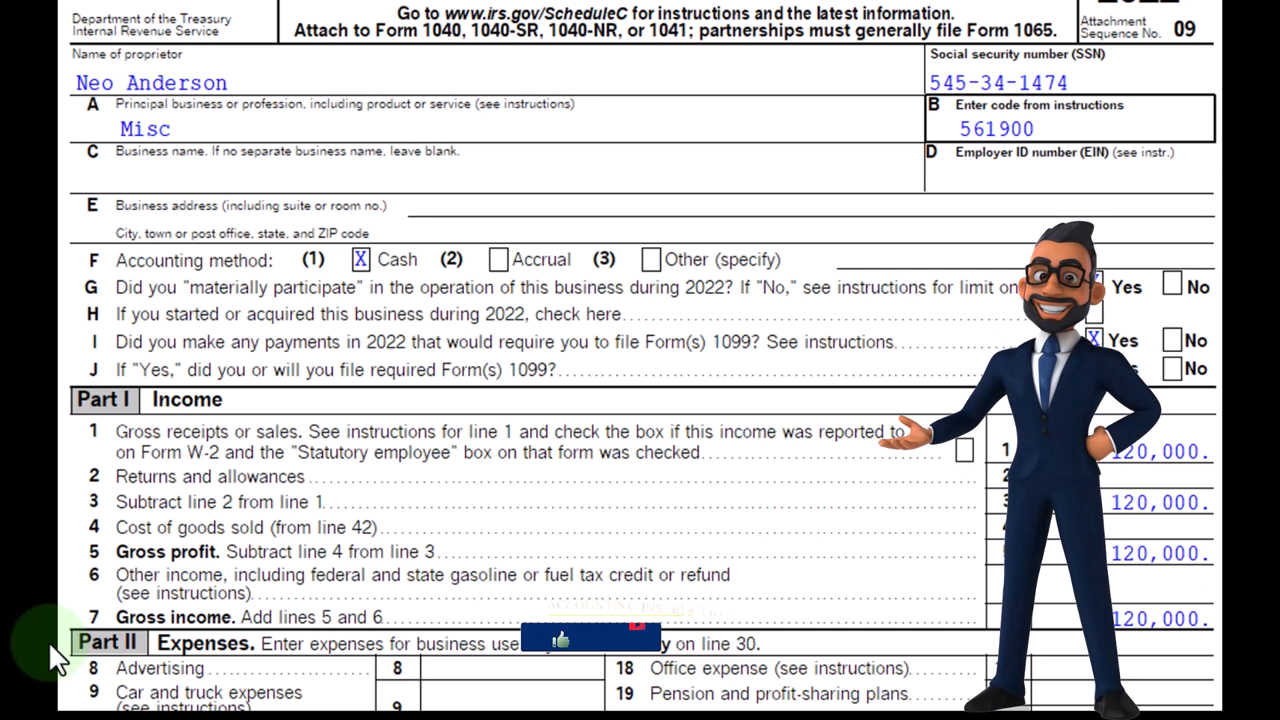 Department of the Treasury
Internal Revenue Service
Go to www.irs.gov/ScheduleC for instructions and the latest information.
Attach to Form 1040, 1040-SR, 1040-NR, or 1041; partnerships must generally file Form 1065.
Attachment
Sequence No. 09
Name of proprietor
Social security number (SSN)
Neo Anderson
545-34-1474
A Principal business or profession, including product or service (see instructions)
B Enter code from instructions
Misc
561900
C Business name. If no separate business name, leave blank.
D Employer ID number (EIN) (see instr.)
E Business address (including suite or room no.)
City, town or post office, state, and ZIP code
F Accounting method: (1) X Cash (2) Accrual (3) Other (specify)
G Did you "materially participate" in the operation of this business during 2022? If "No," see instructions for limit on Yes No
H If you started or acquired this business during 2022, check here
I Did you make any payments in 2022 that would require you to file Form(s) 1099? See instructions. X Yes No
J If "Yes," did you or will you file required Form(s) 1099? No
Part I Income
1 Gross receipts or sales. See instructions for line 1 and check the box if this income was reported to
on Form W-2 and the "Statutory employee" box on that form was checked 1 120,000.
2 Returns and allowances
3 Subtract line 2 from line 1. 3 120,000.
4 Cost of goods sold (from line 42)
5 Gross profit. Subtract line 4 from line 3 120,000.
6 Other income, including federal and state gasoline or fuel tax credit or refund
(see instructions)
7 Gross income. Add lines 5 and 6 120,000.
Part II Expenses. Enter expenses for business use on line 30.
8 Advertising 8
18 Office expense (see instructions)
9 Car and truck expenses
(see instructions) 9
19 Pension and profit-sharing plans